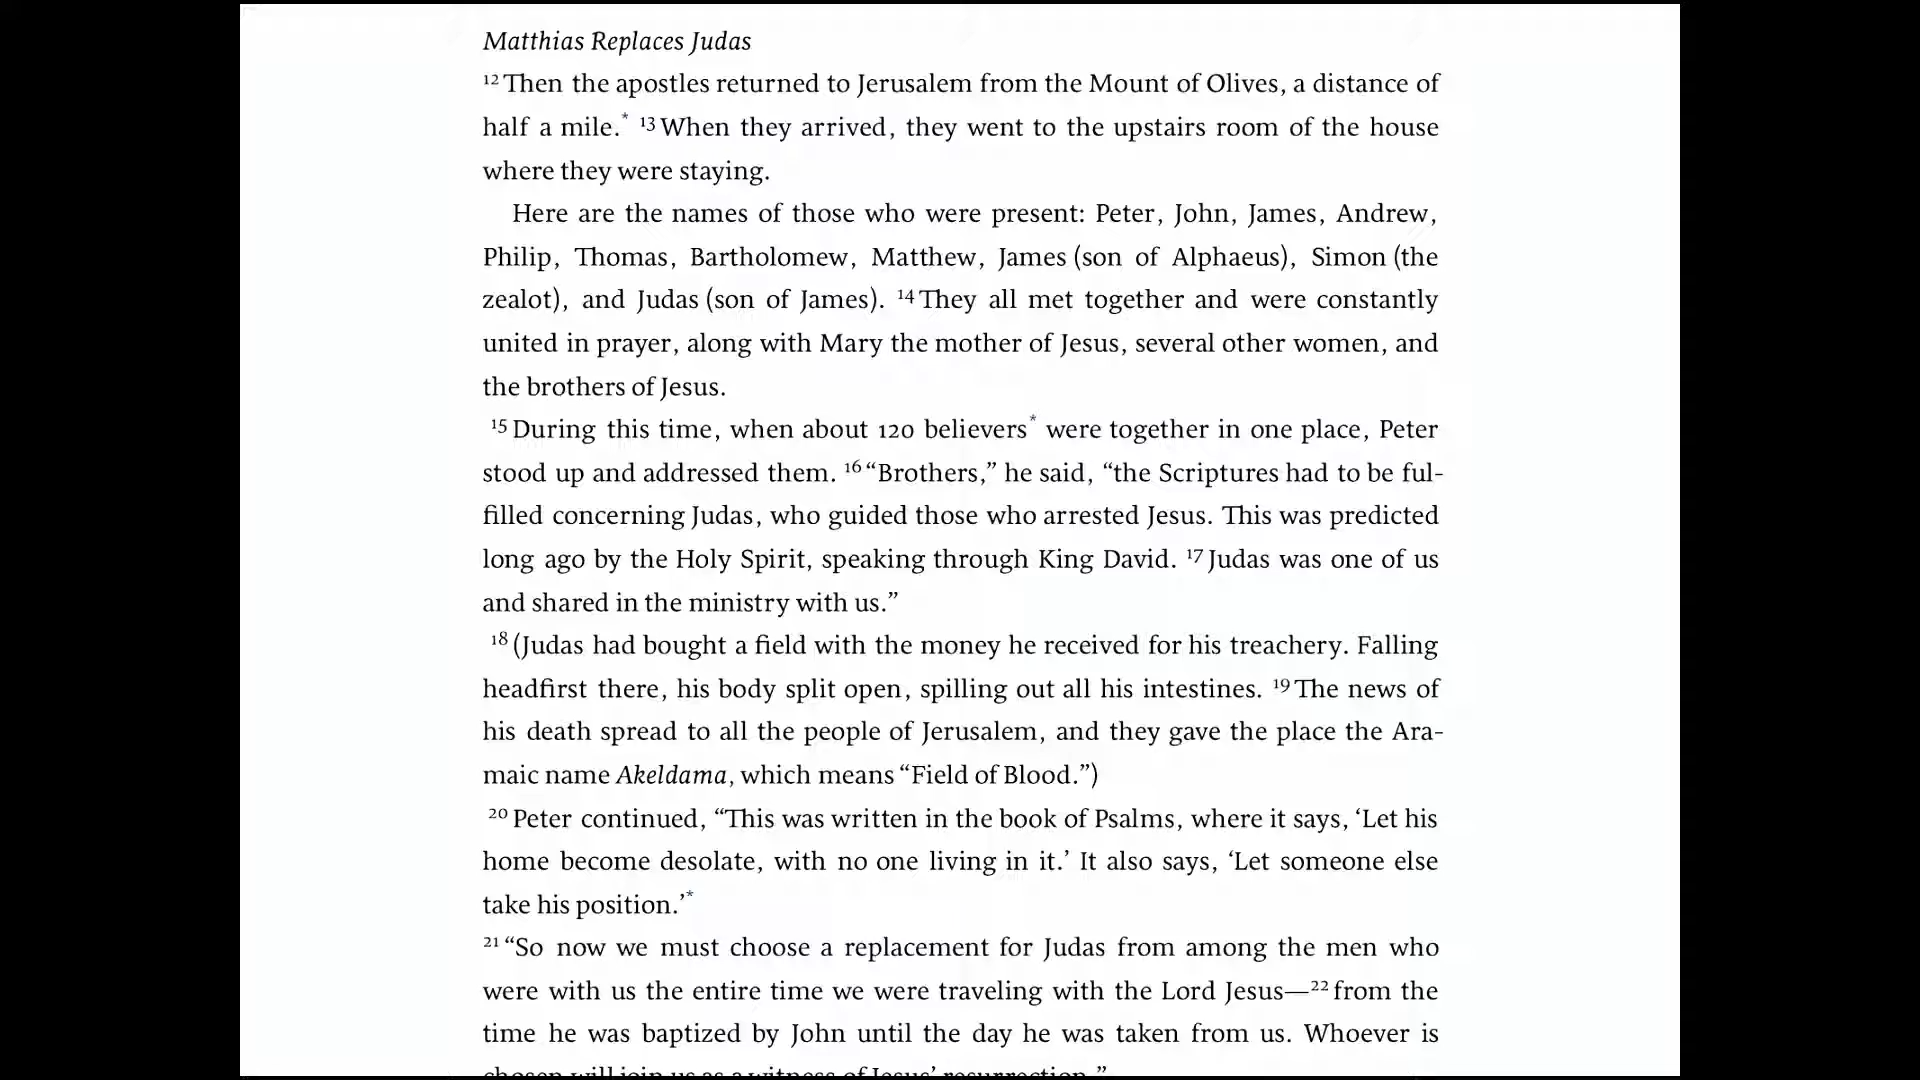 Matthias Replaces Judas
12 Then the apostles returned to Jerusalem from the Mount of Olives, a distance of
half a mile.* 13 When they arrived, they went to the upstairs room of the house
where they were staying.
Here are the names of those who were present: Peter, John, James, Andrew,
Philip, Thomas, Bartholomew, Matthew, James (son of Alphaeus), Simon (the
zealot), and Judas (son of James). 14 They all met together and were constantly
united in prayer, along with Mary the mother of Jesus, several other women, and
the brothers of Jesus.
15 During this time, when about 120 believers* were together in one place, Peter
stood up and addressed them. 16 “Brothers,” he said, “the Scriptures had to be ful-
filled concerning Judas, who guided those who arrested Jesus. This was predicted
long ago by the Holy Spirit, speaking through King David. 17 Judas was one of us
and shared in the ministry with us.”
18 (Judas had bought a field with the money he received for his treachery. Falling
headfirst there, his body split open, spilling out all his intestines. 19 The news of
his death spread to all the people of Jerusalem, and they gave the place the Ara-
maic name Akeldama, which means “Field of Blood.”)
20 Peter continued, “This was written in the book of Psalms, where it says, ‘Let his
home become desolate, with no one living in it.’ It also says, ‘Let someone else
take his position.’*
21 “So now we must choose a replacement for Judas from among the men who
were with us the entire time we were traveling with the Lord Jesus—22 from the
time he was baptized by John until the day he was taken from us. Whoever is
chosen will join us as a witness of Jesus’ resurrection.”